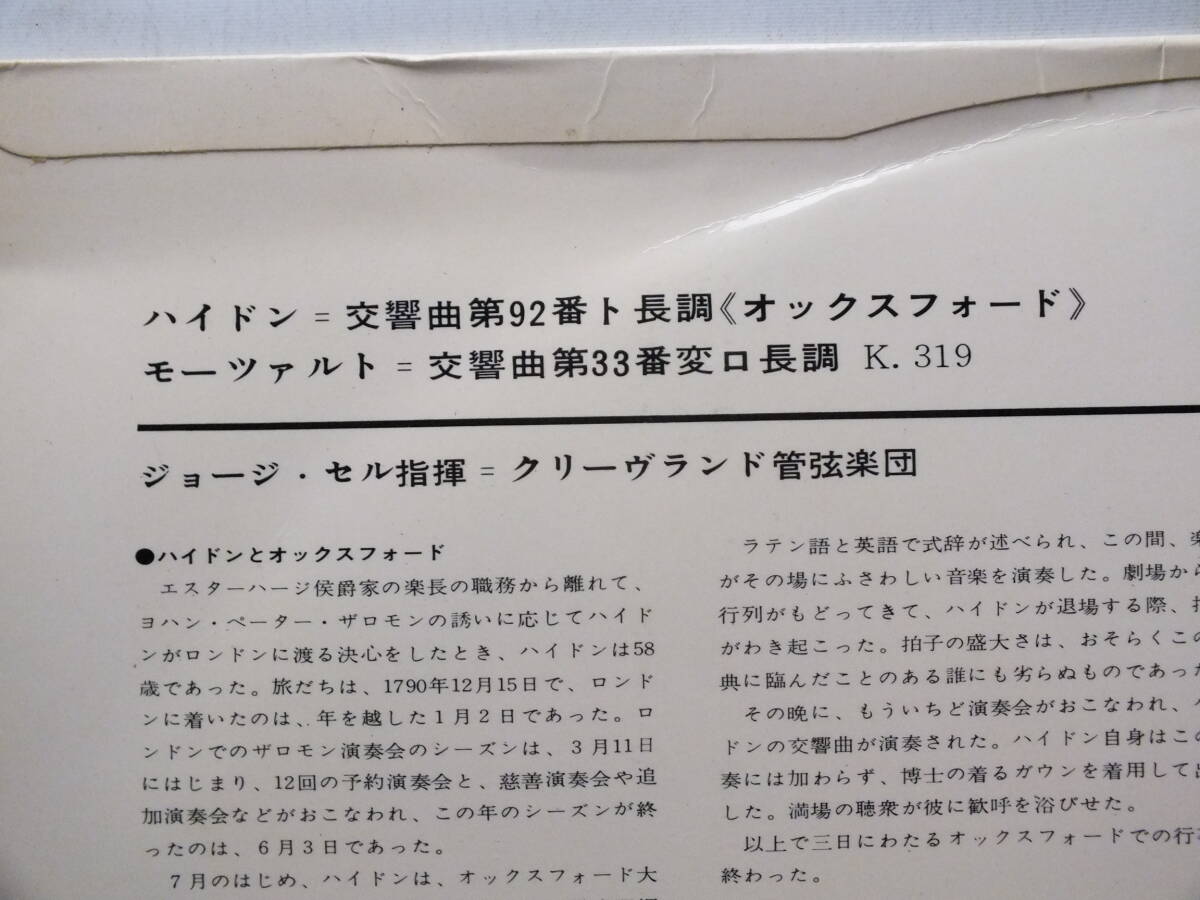 ハイドン＝交響曲第92番ト長調《オックスフォード》
モーツァルト＝交響曲第33番変ロ長調 K. 319
ジョージ・セル指揮＝クリーヴランド管弦楽団
●ハイドンとオックスフォード
エスターハージ侯爵家の楽長の職務から離れて、
ヨハン・ペーター・ザロモンの誘いに応じてハイド
ンがロンドンに渡る決心をしたとき、ハイドンは58
歳であった。旅だちは、1790年12月15日で、ロンド
ンに着いたのは、年を越した1月2日であった。ロ
ンドンでのザロモン演奏会のシーズンは、3月11日
にはじまり、12回の予約演奏会と、慈善演奏会や追
加演奏会などがおこなわれ、この年のシーズンが終
ったのは、6月3日であった。
7月のはじめ、ハイドンは、オックスフォード大
ラテン語と英語で式辞が述べられ、この間、楽
がその場にふさわしい音楽を演奏した。劇場から
行列がもどってきて、ハイドンが退場する際、拍
がわき起こった。拍子の盛大さは、おそらくこの
典に臨んだことのある誰にも劣らぬものであった
その晩に、もういちど演奏会がおこなわれ、ハ
ドンの交響曲が演奏された。ハイドン自身はこの
奏には加わらず、博士の着るガウンを着用して出
した。満場の聴衆が彼に歓呼を浴びせた。
以上で三日にわたるオックスフォードでの行事
終わった。